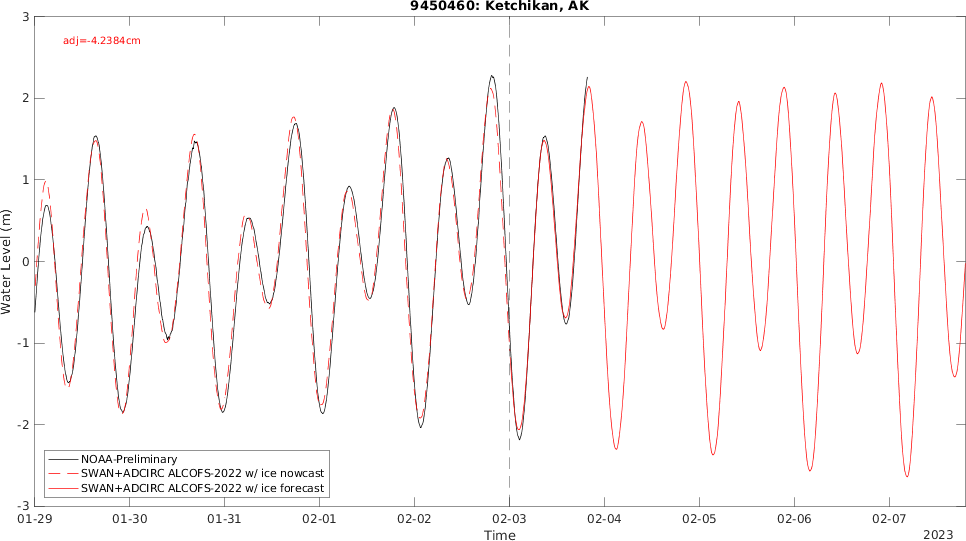 9450460: Ketchikan, AK
adj=-4.2384cm
3
2
1
0
-1
-2
-3
Water Level (m)
NOAA-Preliminary
SWAN+ADCIRC ALCOFS-2022 w/ ice nowcast
SWAN+ADCIRC ALCOFS-2022 w/ ice forecast
01-29 01-30 01-31 02-01 02-02 02-03 02-04 02-05 02-06 02-07
Time
2023